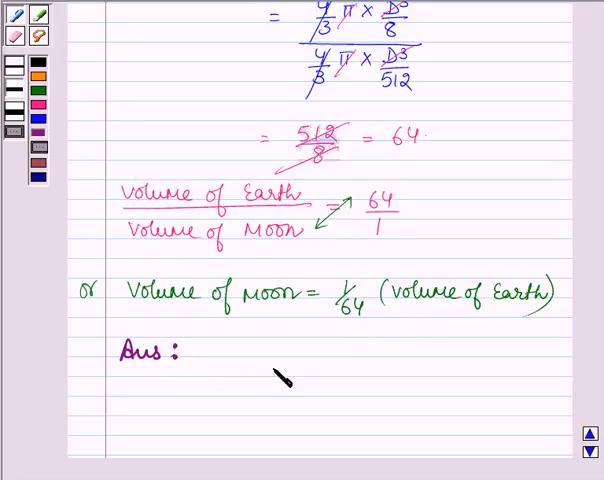 = 4/3 π × D³/8
4/3 π × D³/512
= 512/8 = 64.
Volume of Earth / Volume of Moon = 64/1
or Volume of Moon = 1/64 (Volume of Earth)
Ans :